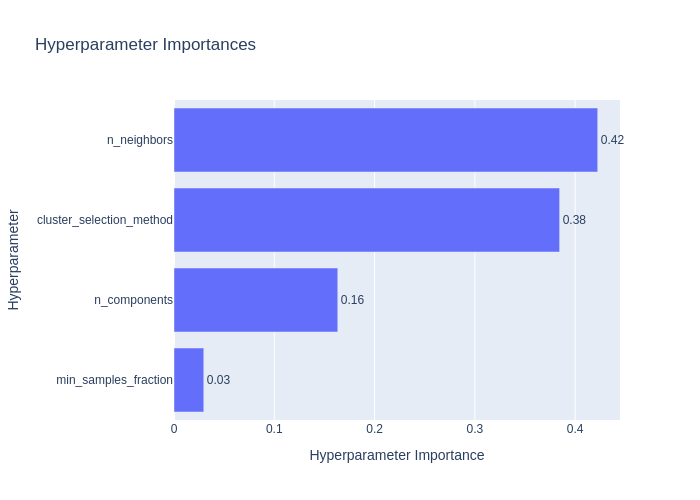 Hyperparameter Importances
n_neighbors
0.42
cluster_selection_method
0.38
n_components
0.16
min_samples_fraction
0.03
Hyperparameter
0
0.1
0.2
0.3
0.4
Hyperparameter Importance